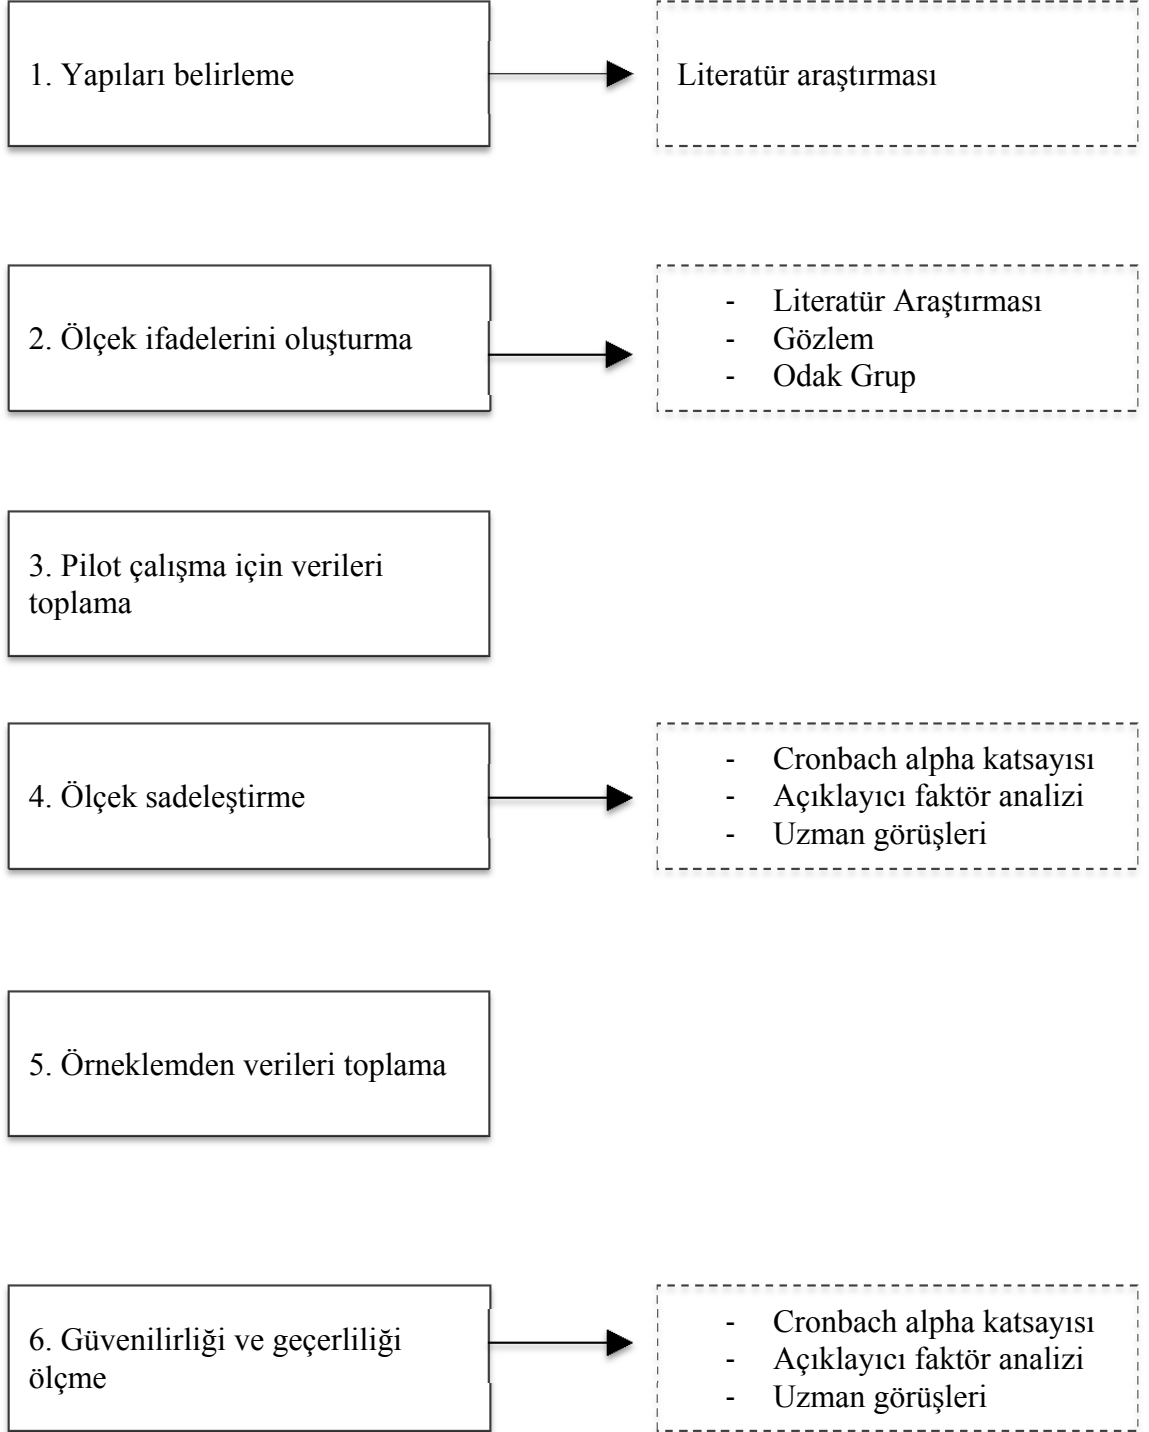 1. Yapıları belirleme
Literatür araştırması
2. Ölçek ifadelerini oluşturma
- Literatür Araştırması
- Gözlem
- Odak Grup
3. Pilot çalışma için verileri
toplama
4. Ölçek sadeleştirme
- Cronbach alpha katsayısı
- Açıklayıcı faktör analizi
- Uzman görüşleri
5. Örneklemden verileri toplama
6. Güvenilirliği ve geçerliliği
ölçme
- Cronbach alpha katsayısı
- Açıklayıcı faktör analizi
- Uzman görüşleri